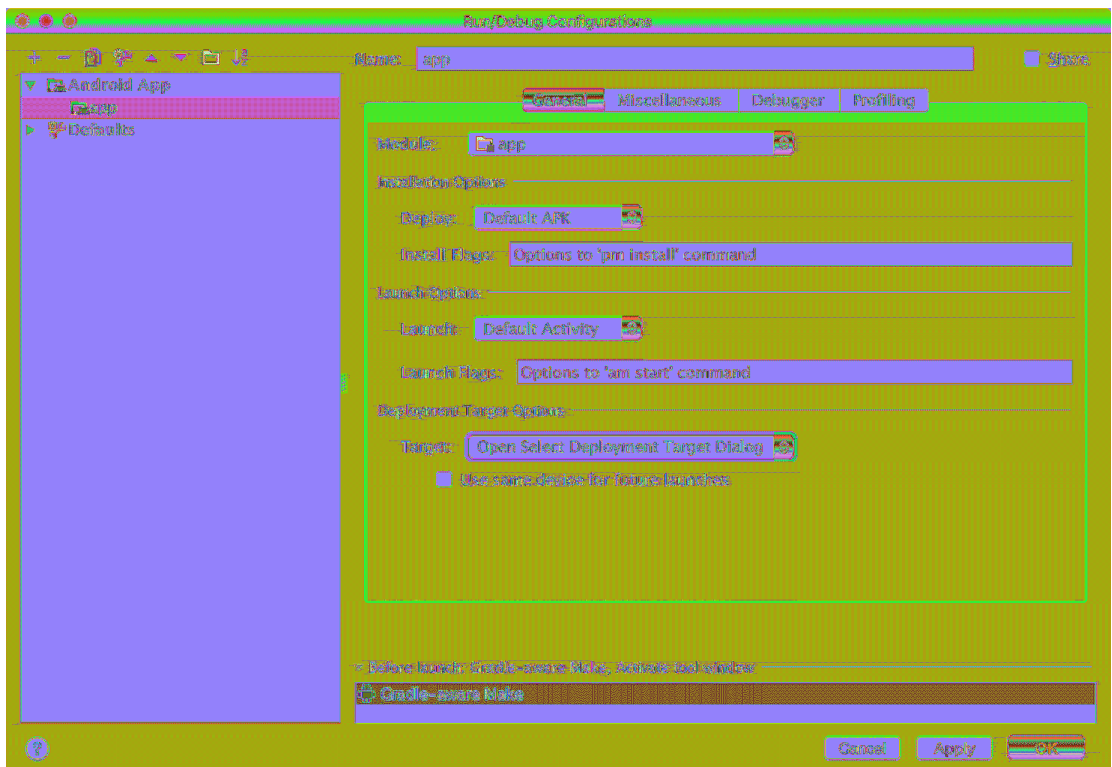 Run/Debug Configurations
Name: app
Share
Android App
app
Defaults
General Miscellaneous Debugger Profiling
Module: app
Installation Options
Deploy: Default APK
Install Flags: Options to 'pm install' command
Launch Options
Launch: Default Activity
Launch Flags: Options to 'am start' command
Deployment Target Options
Target: Open Select Deployment Target Dialog
Use same device for future launches
Before launch: Gradle-aware Make, Activate tool window
Gradle-aware Make
?
Cancel Apply OK